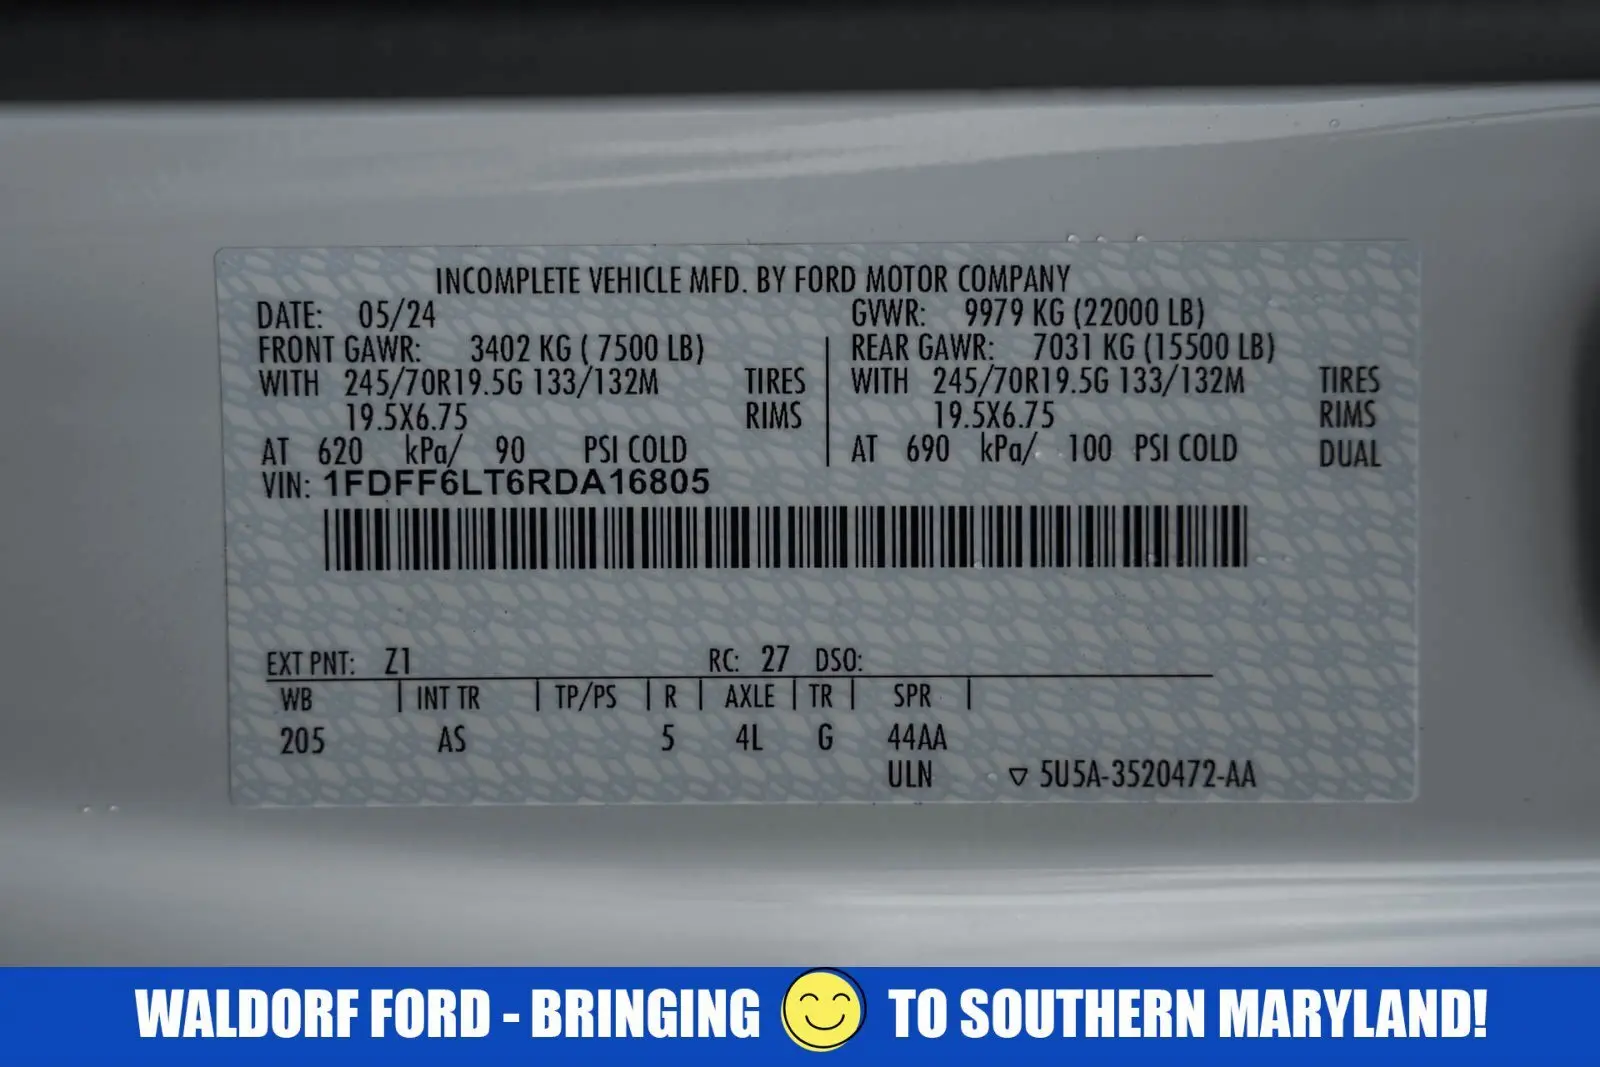 INCOMPLETE VEHICLE MFD. BY FORD MOTOR COMPANY
DATE: 05/24 GVWR: 9979 KG (22000 LB)
FRONT GAWR: 3402 KG ( 7500 LB) REAR GAWR: 7031 KG (15500 LB)
WITH 245/70R19.5G 133/132M TIRES WITH 245/70R19.5G 133/132M TIRES
19.5X6.75 RIMS 19.5X6.75 RIMS
AT 620 kPa/ 90 PSI COLD AT 690 kPa/ 100 PSI COLD DUAL
VIN: 1FDFF6LT6RDA16805
EXT PNT: Z1 RC: 27 DSO:
WB | INT TR | TP/PS | R | AXLE | TR | SPR |
205 AS 5 4L G 44AA
ULN ▽ 5U5A-3520472-AA
WALDORF FORD - BRINGING TO SOUTHERN MARYLAND!